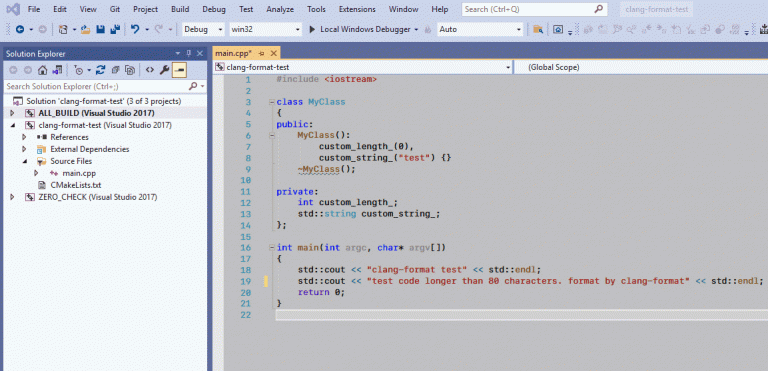 File Edit View Git Project Build Debug Test Analyze Tools Extensions Window Help Search (Ctrl+Q) clang-format-test
Debug win32 Local Windows Debugger Auto
Solution Explorer
Search Solution Explorer (Ctrl+;)
Solution 'clang-format-test' (3 of 3 projects)
ALL_BUILD (Visual Studio 2017)
clang-format-test (Visual Studio 2017)
References
External Dependencies
Source Files
main.cpp
CMakeLists.txt
ZERO_CHECK (Visual Studio 2017)
main.cpp*
clang-format-test (Global Scope)
1 #include <iostream>
2
3 class MyClass
4 {
5 public:
6 MyClass():
7 custom_length_(0),
8 custom_string_("test") {}
9 ~MyClass();
10
11 private:
12 int custom_length_;
13 std::string custom_string_;
14 };
15
16 int main(int argc, char* argv[])
17 {
18 std::cout << "clang-format test" << std::endl;
19 std::cout << "test code longer than 80 characters. format by clang-format" << std::endl;
20 return 0;
21 }
22